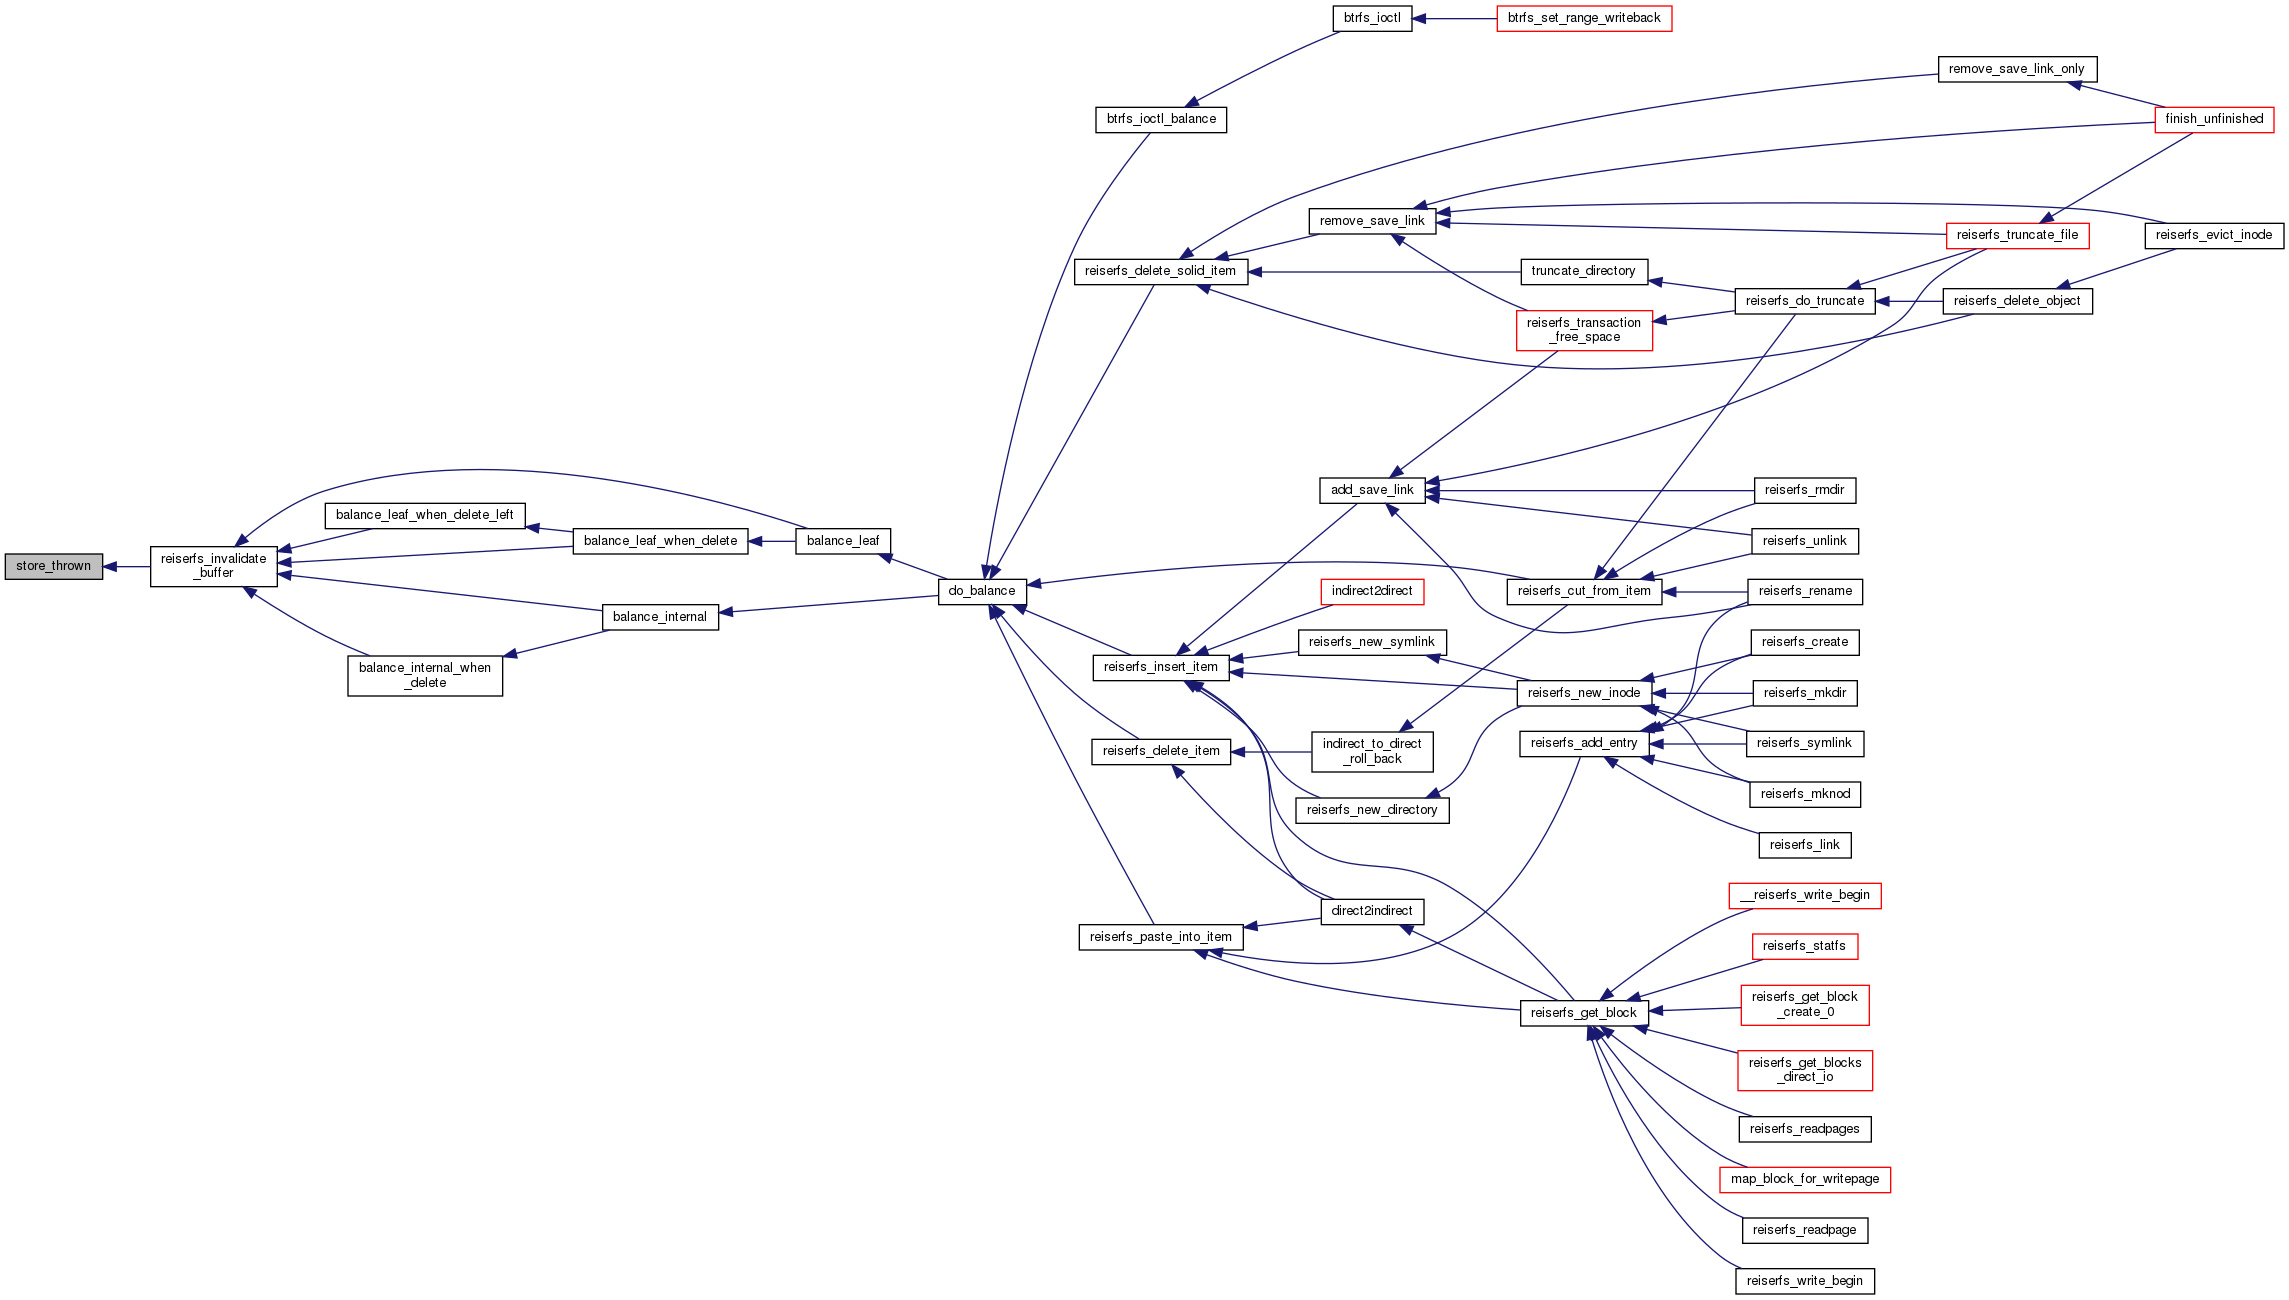 btrfs_ioctl
btrfs_set_range_writeback
remove_save_link_only
btrfs_ioctl_balance
finish_unfinished
remove_save_link
reiserfs_truncate_file
reiserfs_evict_inode
reiserfs_delete_solid_item
truncate_directory
reiserfs_do_truncate
reiserfs_delete_object
reiserfs_transaction
_free_space
add_save_link
reiserfs_rmdir
balance_leaf_when_delete_left
balance_leaf_when_delete
balance_leaf
reiserfs_unlink
store_thrown
reiserfs_invalidate
_buffer
do_balance
indirect2direct
reiserfs_cut_from_item
reiserfs_rename
balance_internal
reiserfs_new_symlink
reiserfs_create
balance_internal_when
_delete
reiserfs_insert_item
reiserfs_new_inode
reiserfs_mkdir
reiserfs_delete_item
indirect_to_direct
_roll_back
reiserfs_add_entry
reiserfs_symlink
reiserfs_mknod
reiserfs_new_directory
reiserfs_link
__reiserfs_write_begin
direct2indirect
reiserfs_paste_into_item
reiserfs_statfs
reiserfs_get_block
_create_0
reiserfs_get_block
reiserfs_get_blocks
_direct_io
reiserfs_readpages
map_block_for_writepage
reiserfs_readpage
reiserfs_write_begin